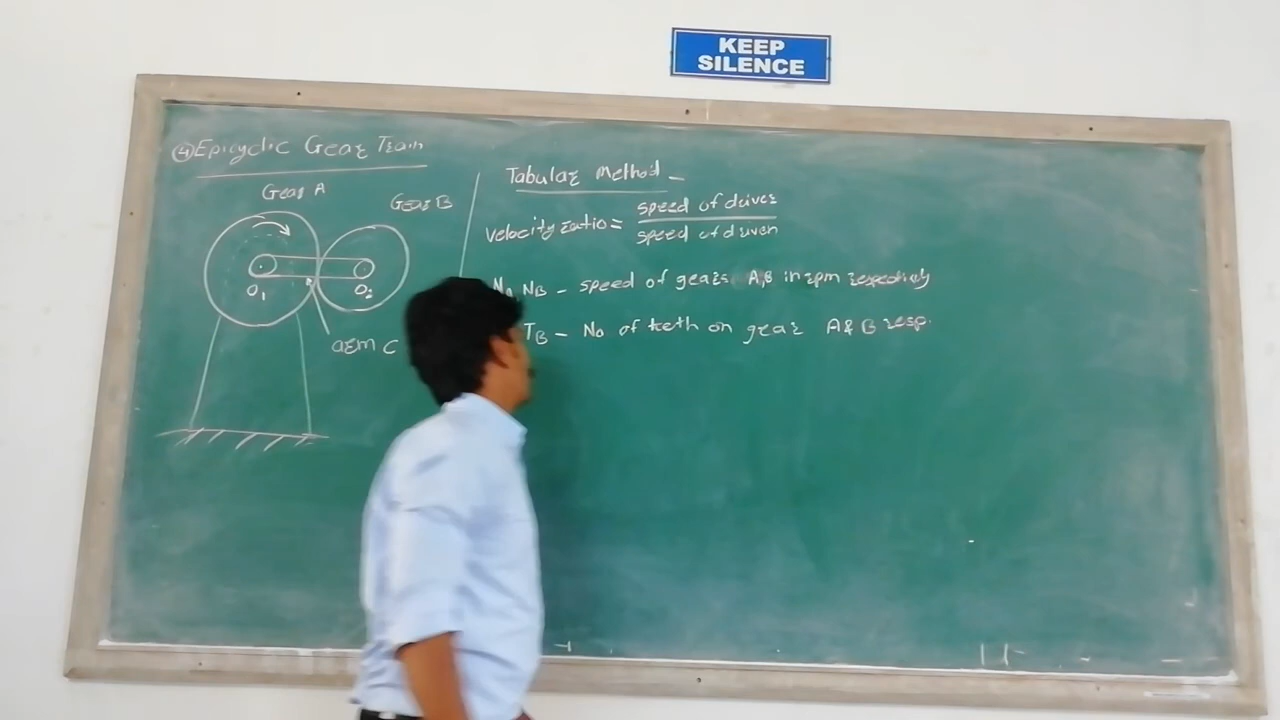 KEEP
SILENCE
④ Epicyclic Gear Train
Gear A
Gear B
O1
O2
arm C
Tabular Method -
Velocity ratio = speed of driver
speed of driven
NA NB - speed of gears A,B in rpm respectively
TB - No of teeth on gear A & B resp.